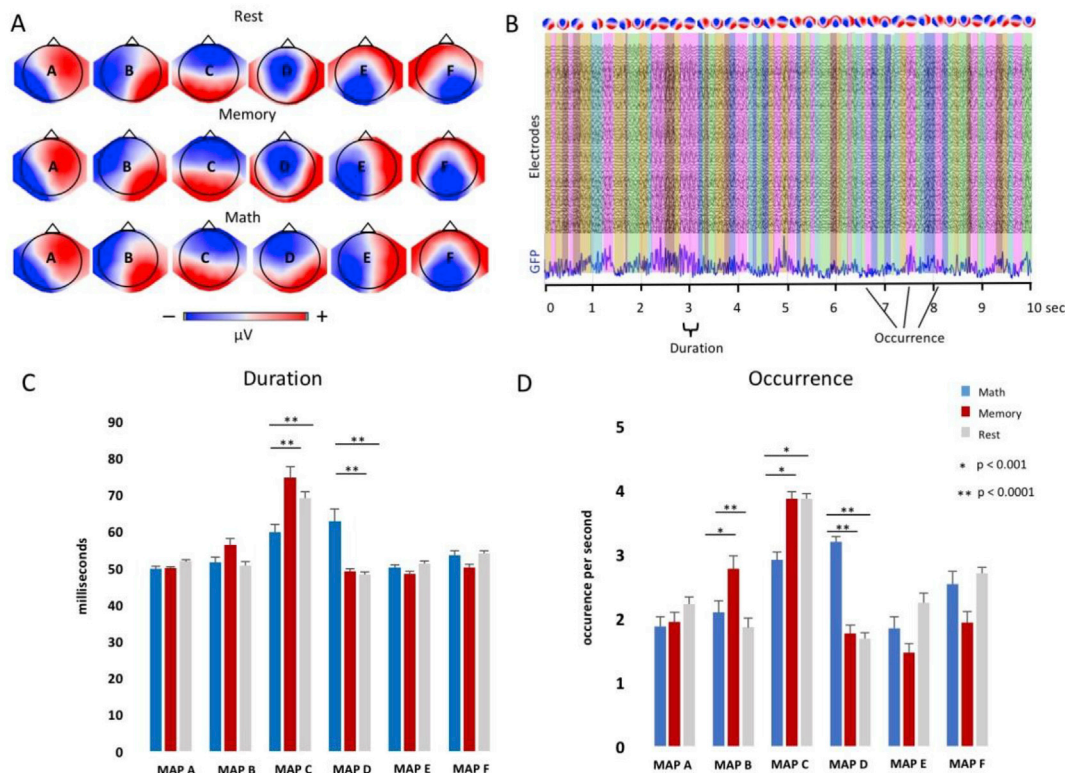 A
Rest
A B C D E F
Memory
A B C D E F
Math
A B C D E F
− +
µV
B
Electrodes
GFP
0 1 2 3 4 5 6 7 8 9 10 sec
Duration
Occurrence
C
Duration
milliseconds
90
80
70
60
50
40
30
20
10
0
** 
**
**
**
MAP A MAP B MAP C MAP D MAP E MAP F
D
Occurrence
Math
Memory
Rest
* p < 0.001
** p < 0.0001
occurence per second
5
4
3
2
1
0
**
*
*
*
**
**
MAP A MAP B MAP C MAP D MAP E MAP F